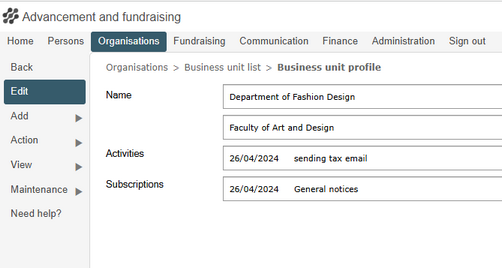 Advancement and fundraising
Home Persons Organisations Fundraising Communication Finance Administration Sign out
Back
Edit
Add
Action
View
Maintenance
Need help?
Organisations > Business unit list > Business unit profile
Name
Department of Fashion Design
Faculty of Art and Design
Activities
26/04/2024 sending tax email
Subscriptions
26/04/2024 General notices